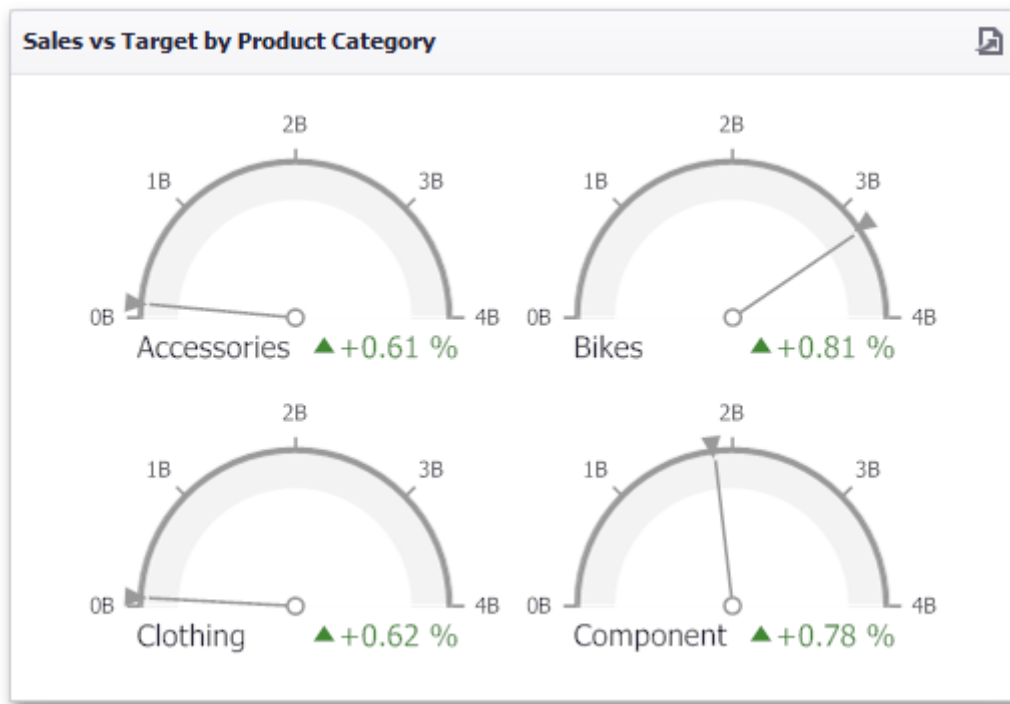 Sales vs Target by Product Category
2B
1B
3B
0B
4B
Accessories ▲+0.61 %
2B
1B
3B
0B
4B
Bikes ▲+0.81 %
2B
1B
3B
0B
4B
Clothing ▲+0.62 %
2B
1B
3B
0B
4B
Component ▲+0.78 %